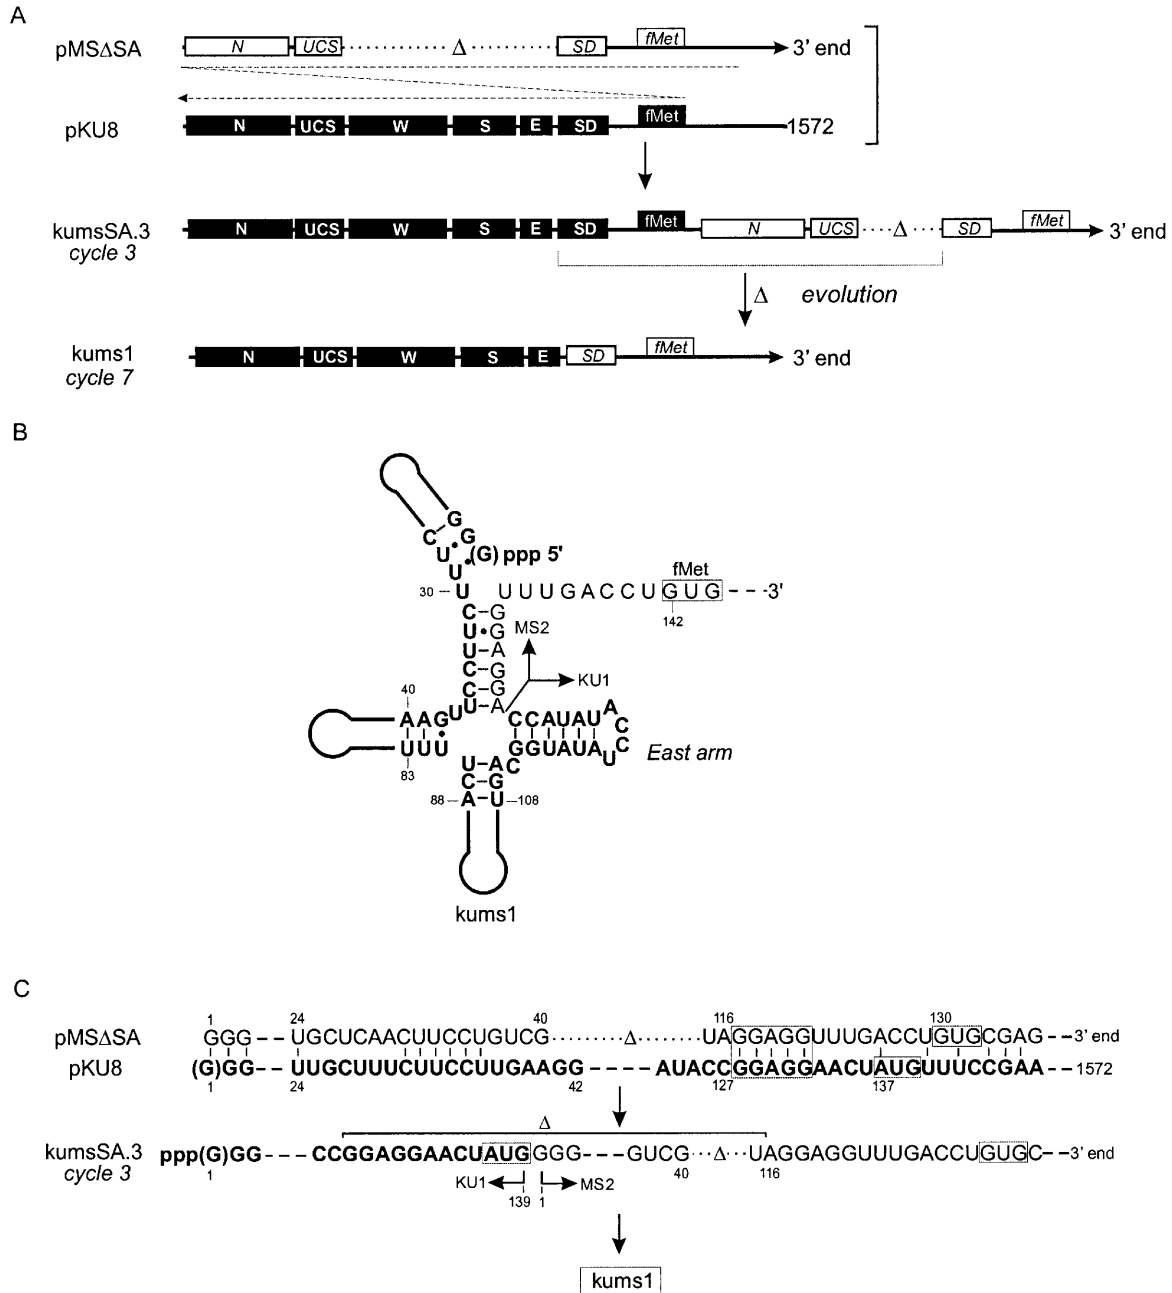 A
pMSΔSA N UCS Δ SD fMet 3' end
pKU8 N UCS W S E SD fMet 1572
kumsSA.3 N UCS W S E SD fMet N UCS Δ SD fMet 3' end
cycle 3
Δ evolution
kums1 N UCS W S E SD fMet 3' end
cycle 7
B
G
C G
U (G) ppp 5'
U
fMet
30 U U U U G A C C U G U G - - - 3'
142
C-G
U G
MS2
U-A
C-G
KU1
C-G
U-A
40
A A G U
C C A U A U A
C
C
U
G G U A U A
East arm
U U U
83
U-A C
C-G
88 A-U 108
kums1
C
1 24 40 116 130
pMSΔSA GGG -- UGCUCAACUUCCUGUCG Δ UAGGAGGUUUGACCUGUGCGAG -- 3' end
pKU8 (G)GG -- UUGCUUUCUUCCUUGAAGG ---- AUACCGGAGGAACUAUGUUUCCGAA -- 1572
1 24 42 127 137
Δ
kumsSA.3 ppp(G)GG --- CCGGAGGAACUAUGGGG --- GUCG Δ UAGGAGGUUUGACCUGUGC -- 3' end
cycle 3
1 40 116
KU1 MS2
139 1
kums1